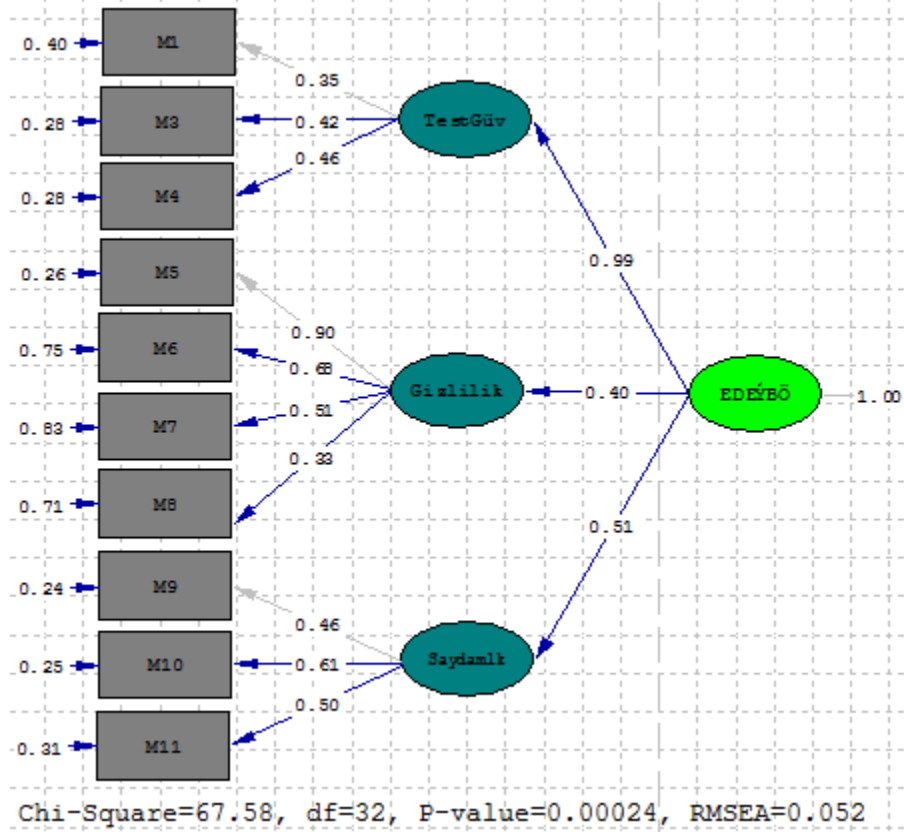 0.40
M1
0.35
0.28
M3
0.42
TestGüv
0.46
0.28
M4
0.99
0.26
M5
0.90
0.75
M6
0.68
Gizlilik
0.40
EDEÝBÖ
1.00
0.51
0.83
M7
0.33
0.71
M8
0.51
0.24
M9
0.46
0.25
M10
0.61
Saydamlk
0.50
0.31
M11
Chi-Square=67.58, df=32, P-value=0.00024, RMSEA=0.052